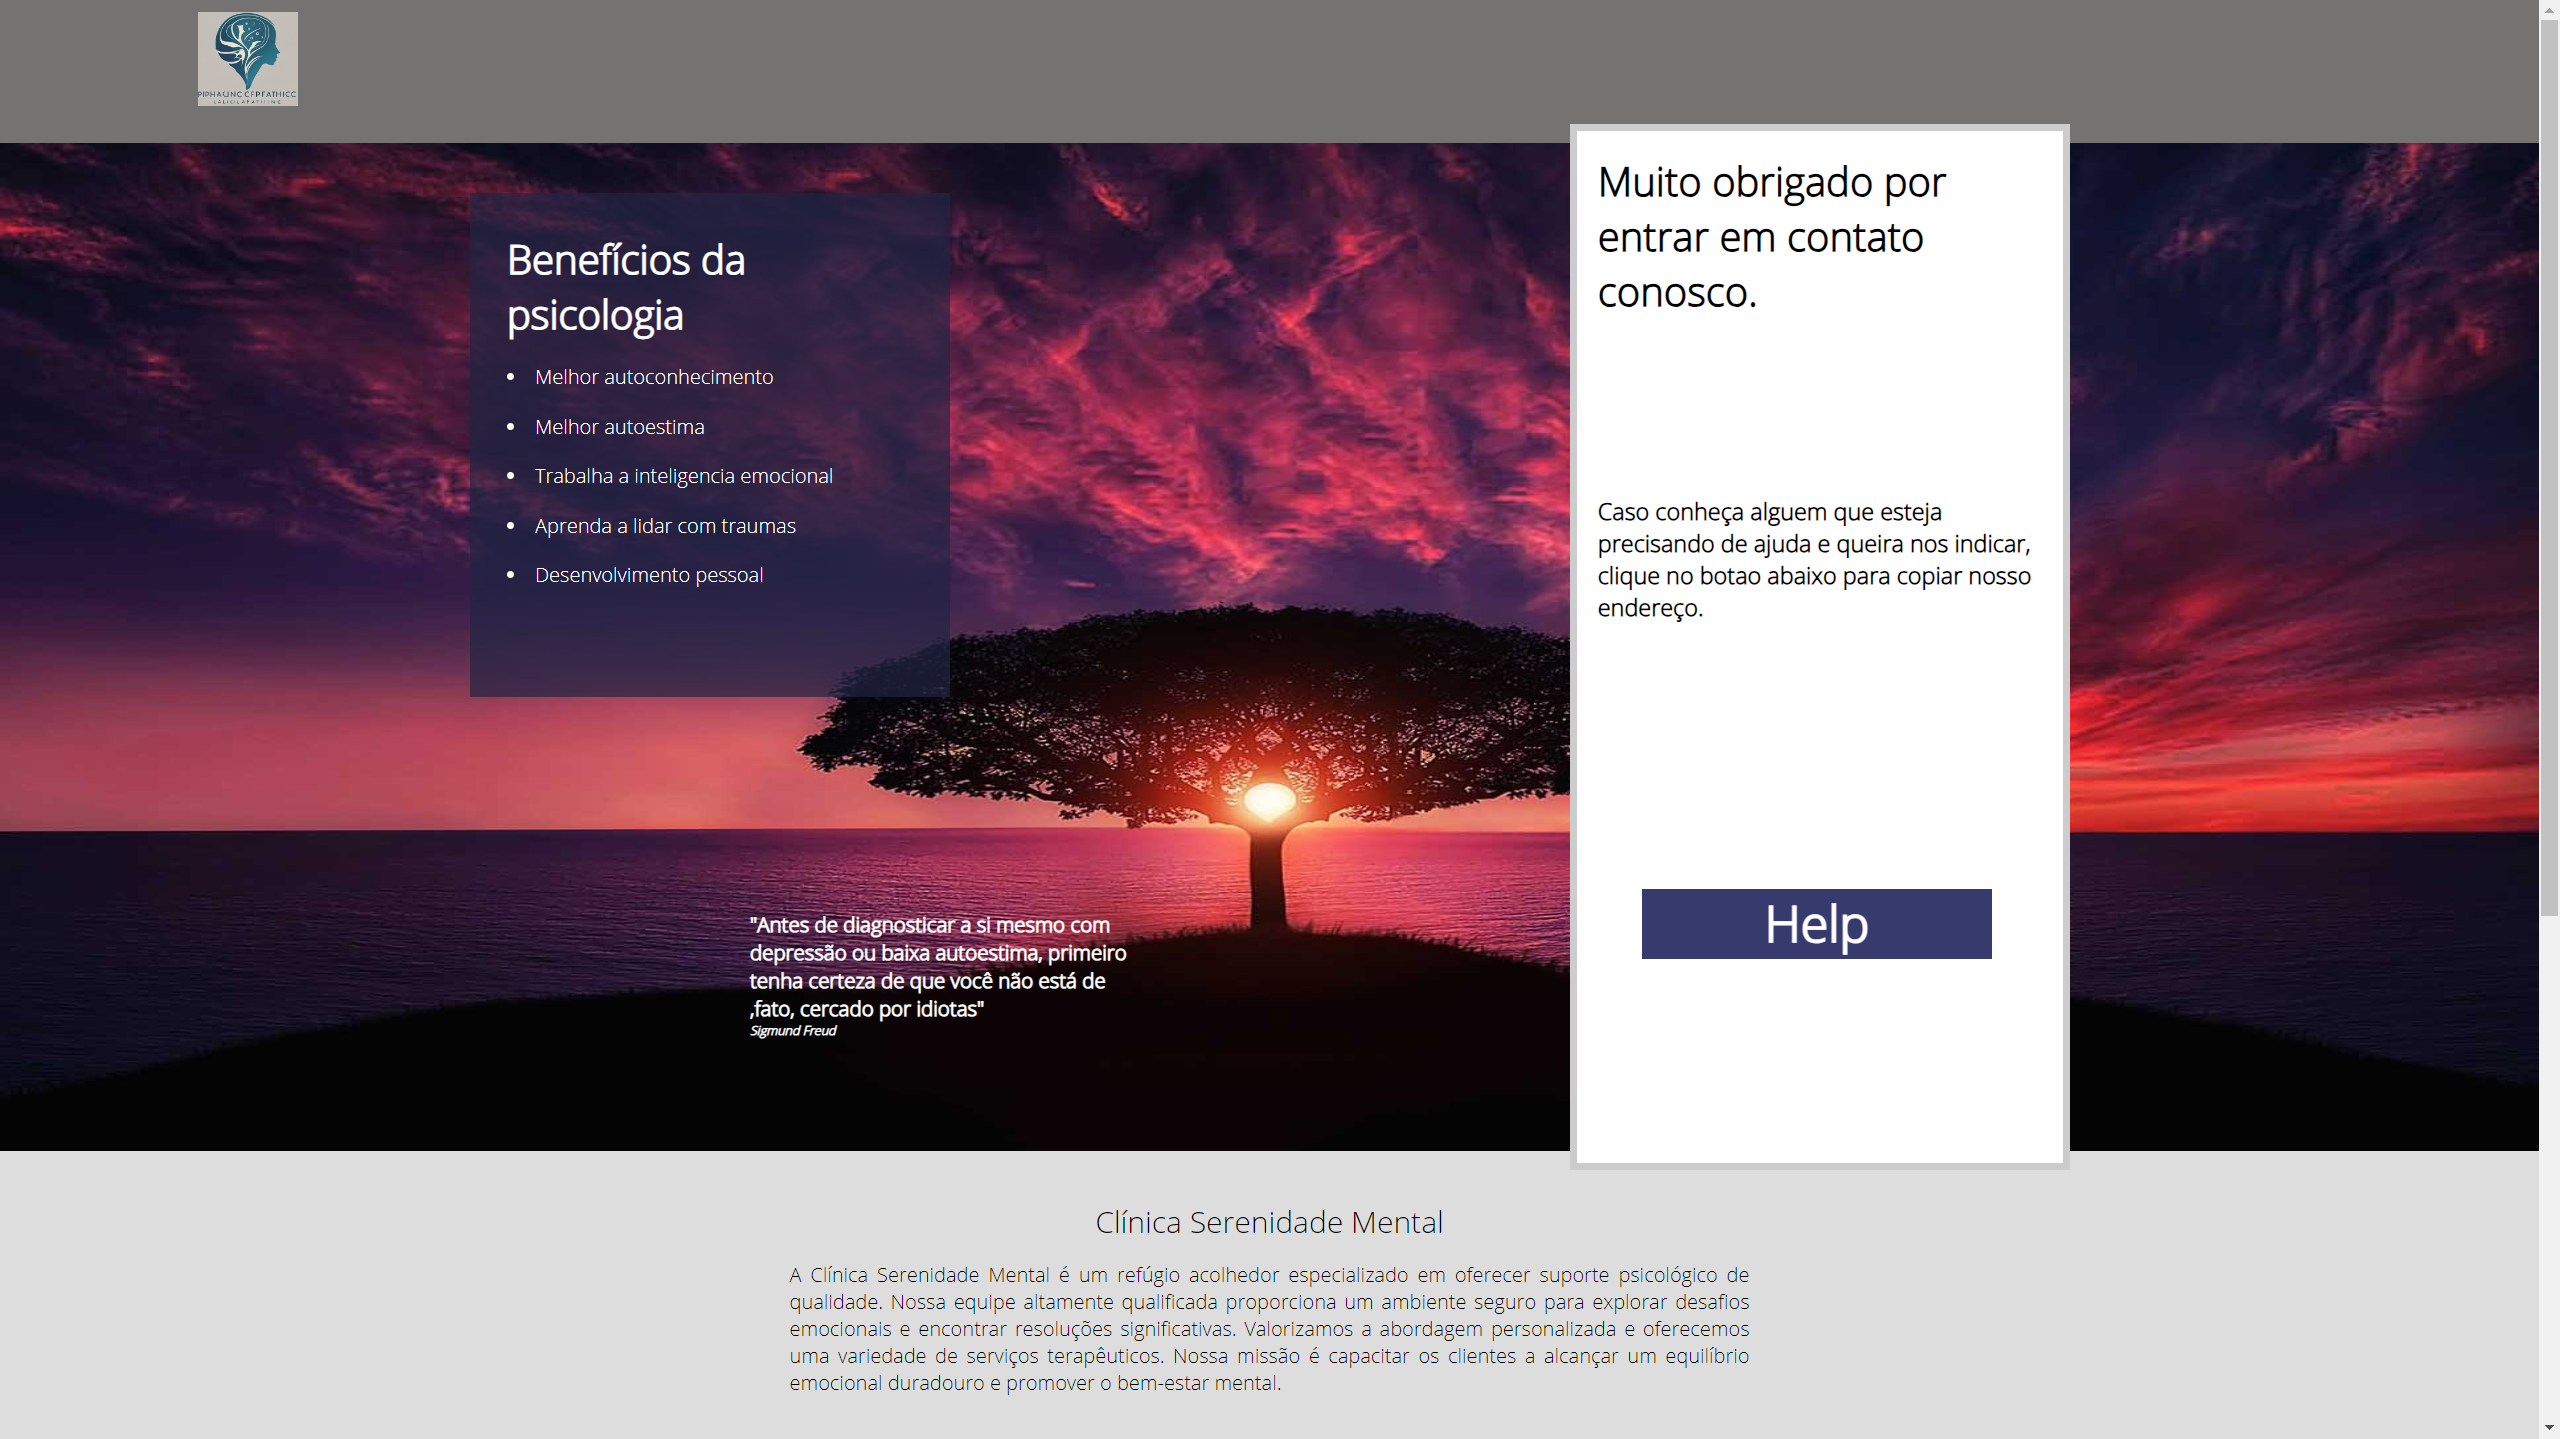 Benefícios da
psicologia
Melhor autoconhecimento
Melhor autoestima
Trabalha a inteligencia emocional
Aprenda a lidar com traumas
Desenvolvimento pessoal
"Antes de diagnosticar a si mesmo com
depressão ou baixa autoestima, primeiro
tenha certeza de que você não está de
,fato, cercado por idiotas"
Sigmund Freud
Muito obrigado por
entrar em contato
conosco.
Caso conheça alguem que esteja
precisando de ajuda e queira nos indicar,
clique no botao abaixo para copiar nosso
endereço.
Help
Clínica Serenidade Mental
A Clínica Serenidade Mental é um refúgio acolhedor especializado em oferecer suporte psicológico de
qualidade. Nossa equipe altamente qualificada proporciona um ambiente seguro para explorar desafios
emocionais e encontrar resoluções significativas. Valorizamos a abordagem personalizada e oferecemos
uma variedade de serviços terapêuticos. Nossa missão é capacitar os clientes a alcançar um equilíbrio
emocional duradouro e promover o bem-estar mental.